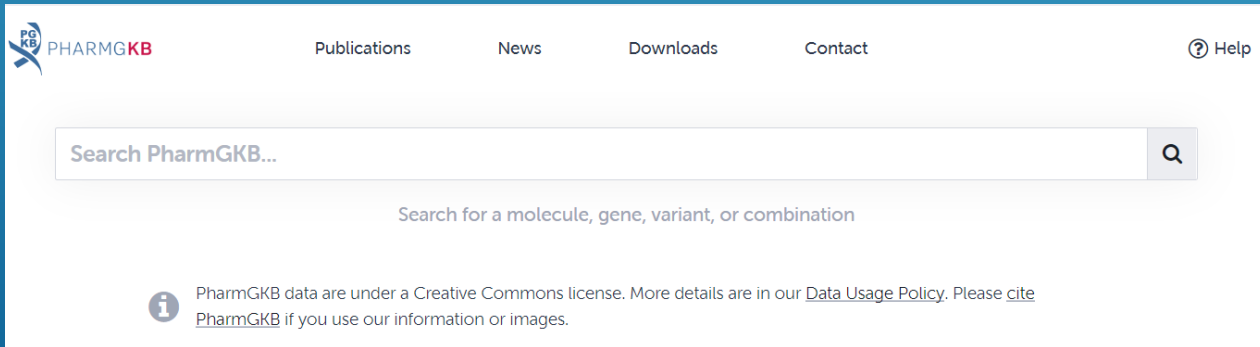 PG
KB
PHARMGKB
Publications
News
Downloads
Contact
Help
Search PharmGKB...
Search for a molecule, gene, variant, or combination
PharmGKB data are under a Creative Commons license. More details are in our Data Usage Policy. Please cite
PharmGKB if you use our information or images.